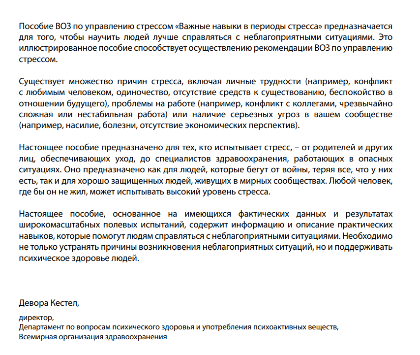 Пособие ВОЗ по управлению стрессом «Важные навыки в периоды стресса» предназначается
для того, чтобы научить людей лучше справляться с неблагоприятными ситуациями. Это
иллюстрированное пособие способствует осуществлению рекомендации ВОЗ по управлению
стрессом.
Существует множество причин стресса, включая личные трудности (например, конфликт
с любимым человеком, одиночество, отсутствие средств к существованию, беспокойство в
отношении будущего), проблемы на работе (например, конфликт с коллегами, чрезвычайно
сложная или нестабильная работа) или наличие серьезных угроз в вашем сообществе
(например, насилие, болезни, отсутствие экономических перспектив).
Настоящее пособие предназначено для тех, кто испытывает стресс, – от родителей и других
лиц, обеспечивающих уход, до специалистов здравоохранения, работающих в опасных
ситуациях. Оно предназначено как для людей, которые бегут от войны, теряя все, что у них
есть, так и для хорошо защищенных людей, живущих в мирных сообществах. Любой человек,
где бы он не жил, может испытывать высокий уровень стресса.
Настоящее пособие, основанное на имеющихся фактических данных и результатах
широкомасштабных полевых испытаний, содержит информацию и описание практических
навыков, которые помогут людям справляться с неблагоприятными ситуациями. Необходимо
не только устранять причины возникновения неблагоприятных ситуаций, но и поддерживать
психическое здоровье людей.
Девора Кестел,
директор,
Департамент по вопросам психического здоровья и употребления психоактивных веществ,
Всемирная организация здравоохранения